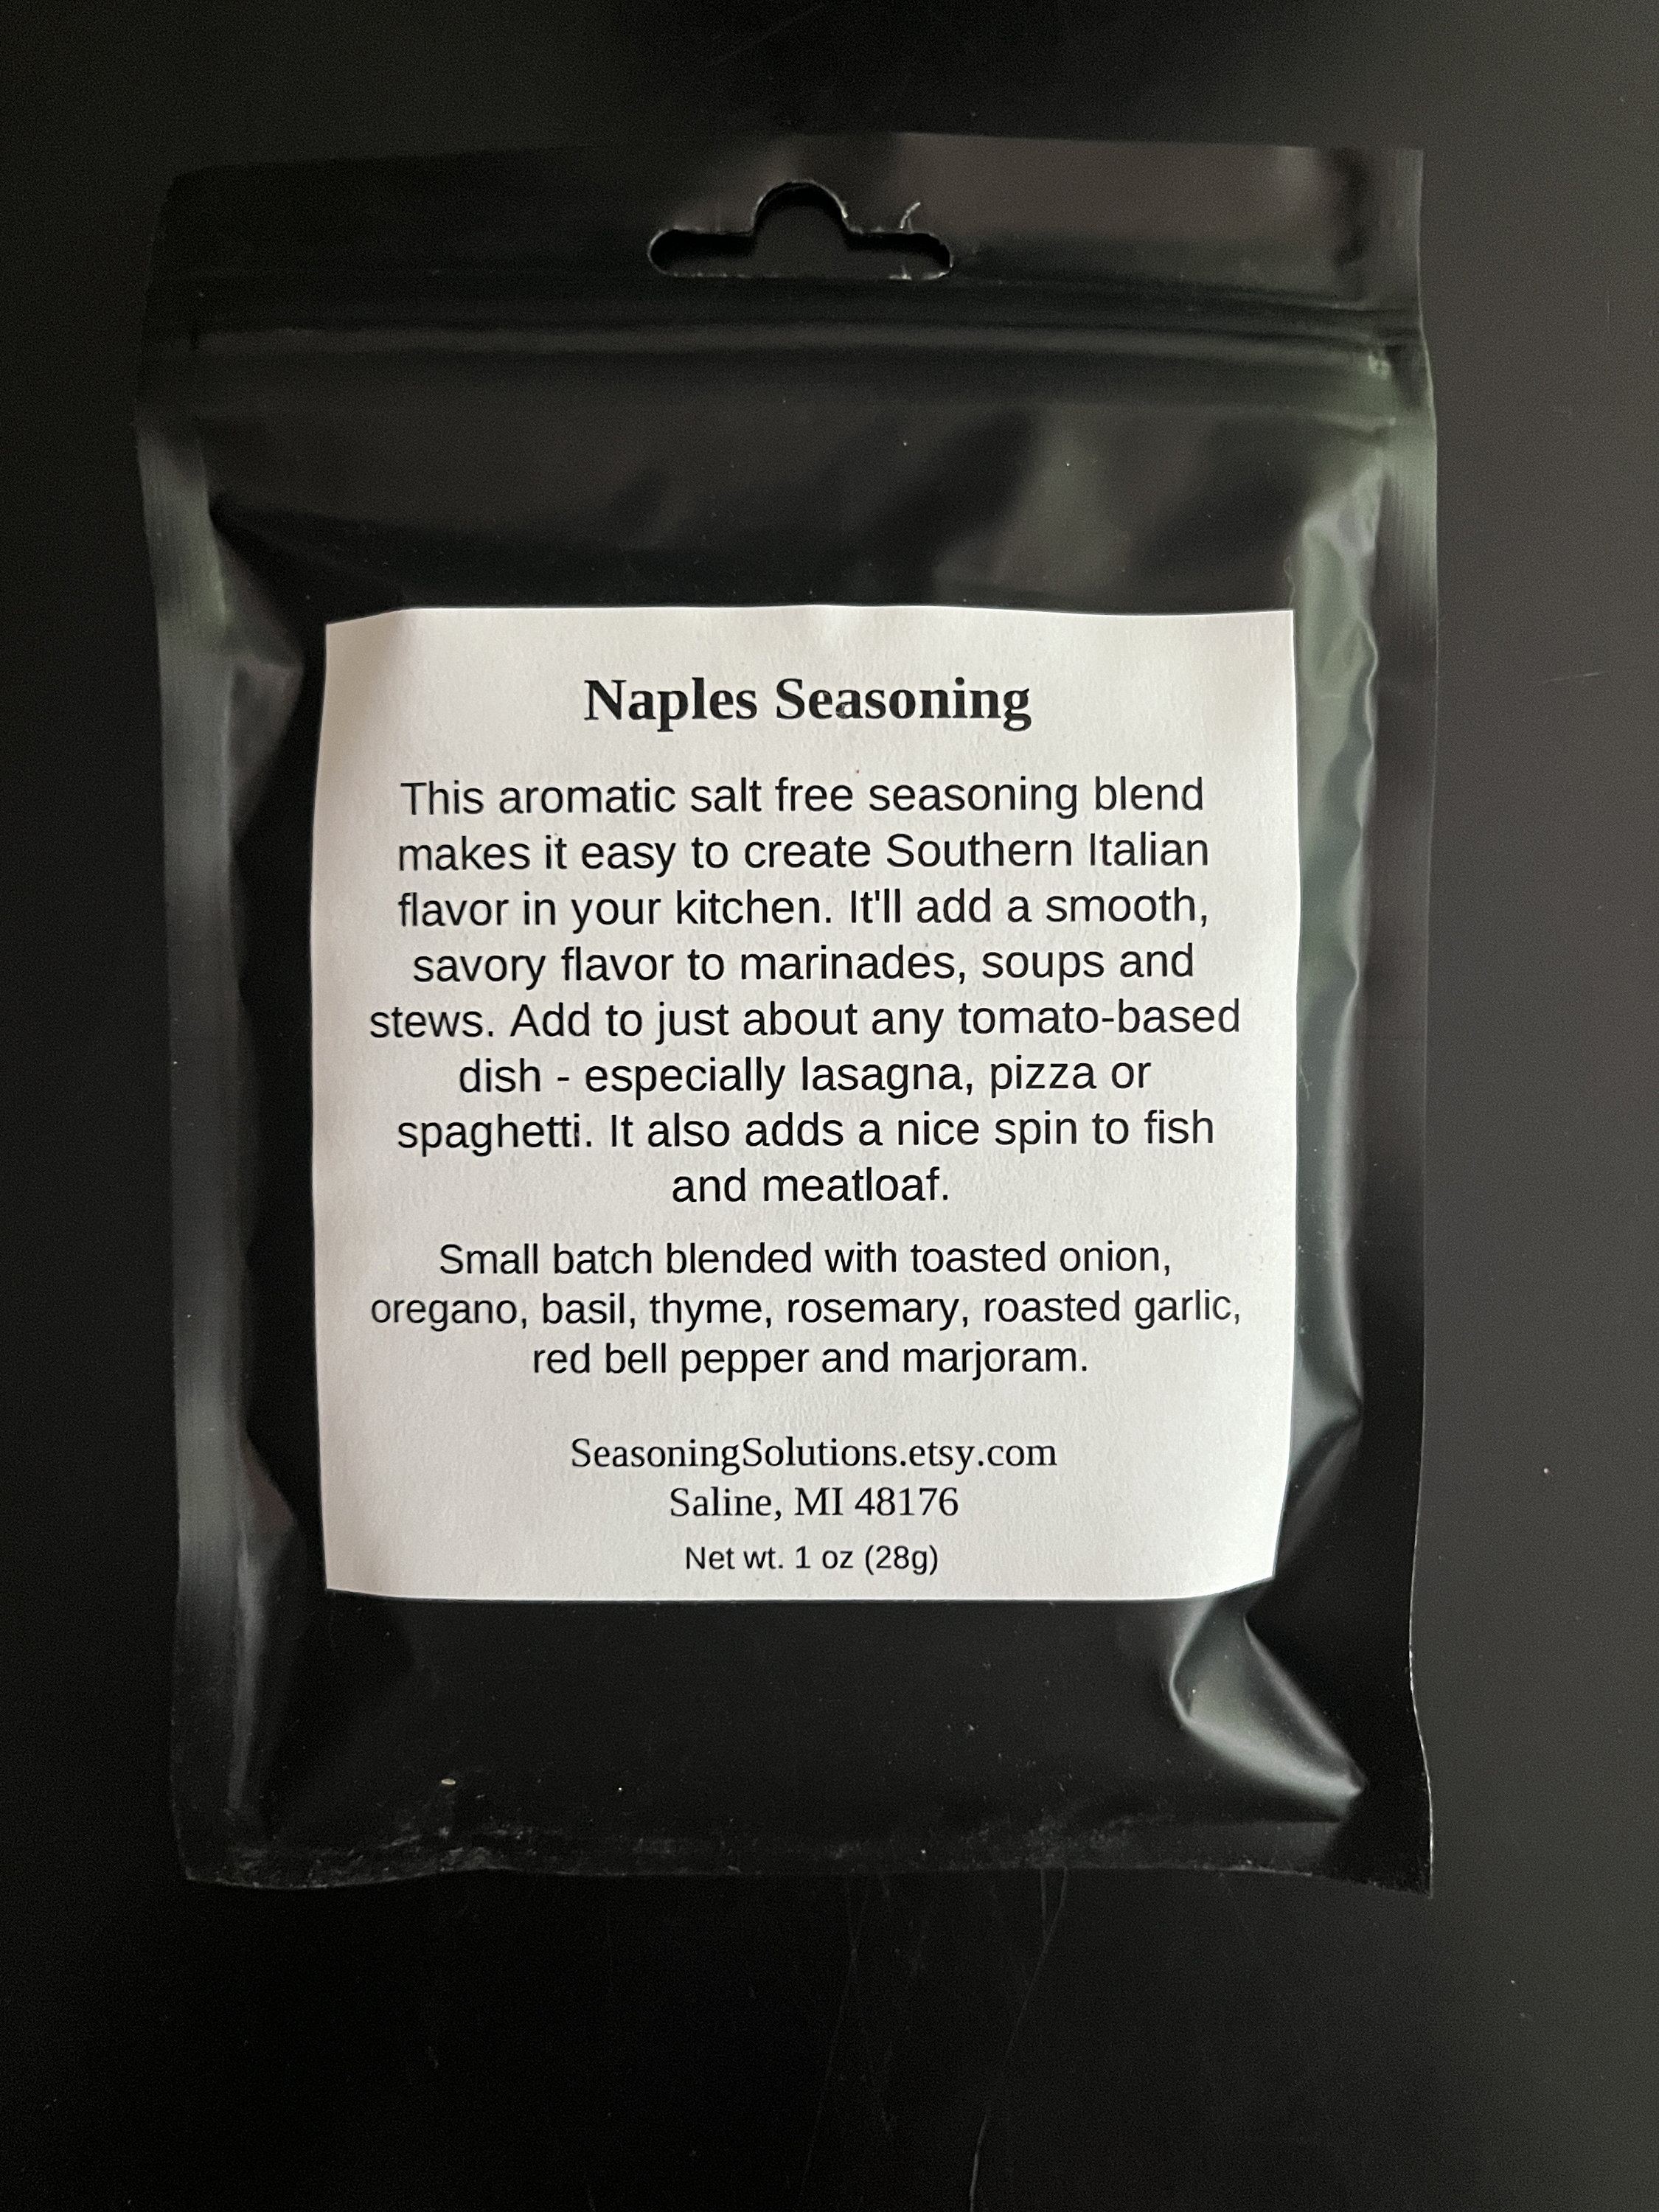 Naples Seasoning
This aromatic salt free seasoning blend
makes it easy to create Southern Italian
flavor in your kitchen. It'll add a smooth,
savory flavor to marinades, soups and
stews. Add to just about any tomato-based
dish - especially lasagna, pizza or
spaghetti. It also adds a nice spin to fish
and meatloaf.
Small batch blended with toasted onion,
oregano, basil, thyme, rosemary, roasted garlic,
red bell pepper and marjoram.
SeasoningSolutions.etsy.com
Saline, MI 48176
Net wt. 1 oz (28g)